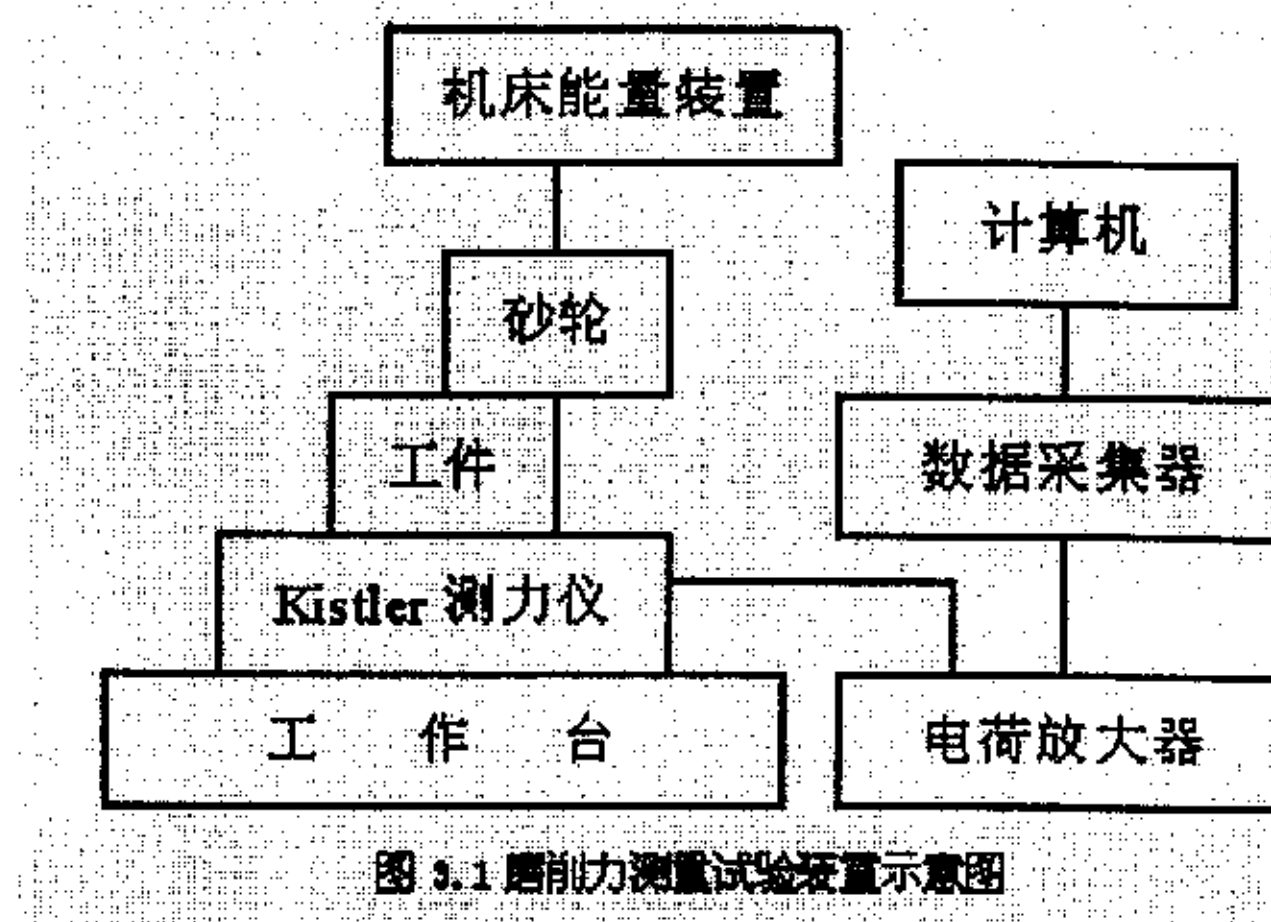 机床能量装置
计算机
砂轮
工件
数据采集器
Kistler 测力仪
工 作 台
电荷放大器
图 3.1 磨削力测量试验装置示意图